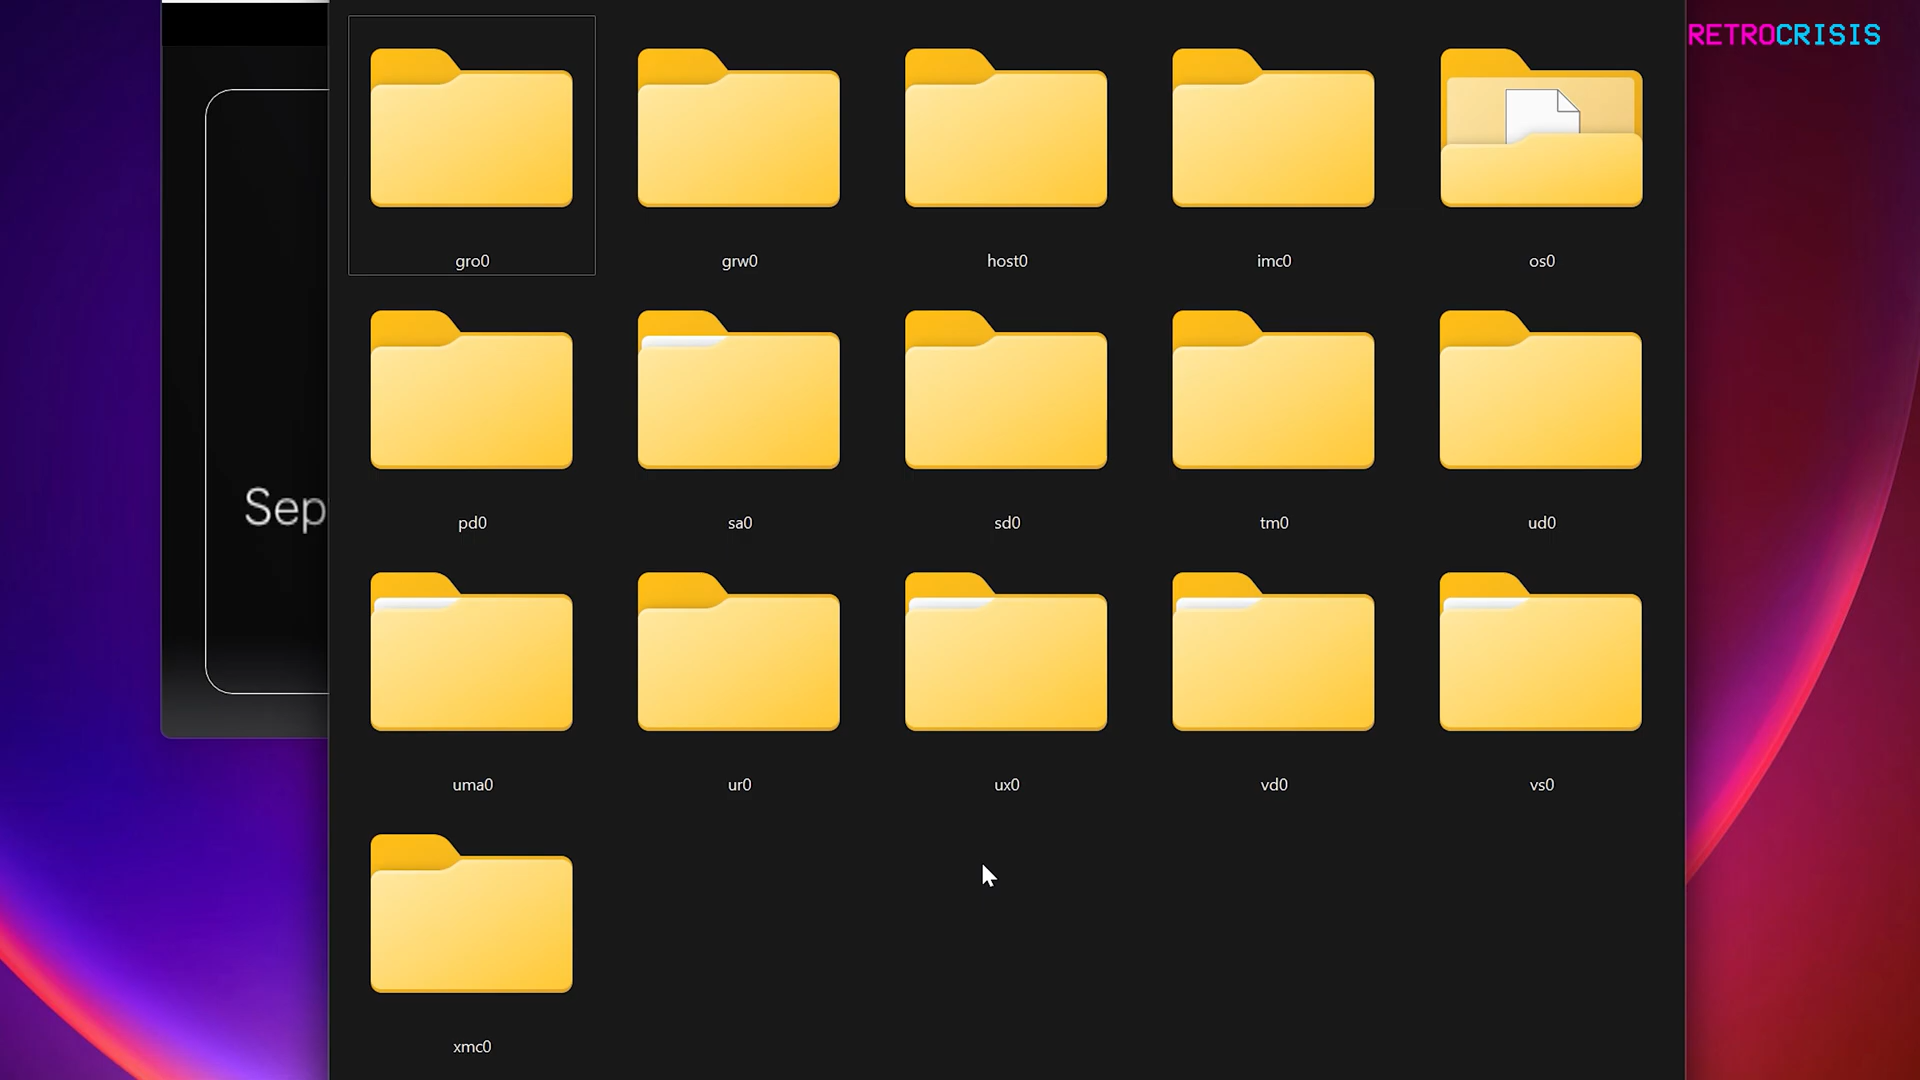 RETROCRISIS
gro0
grw0
host0
imc0
os0
Sep
pd0
sa0
sd0
tm0
ud0
uma0
ur0
ux0
vd0
vs0
xmc0